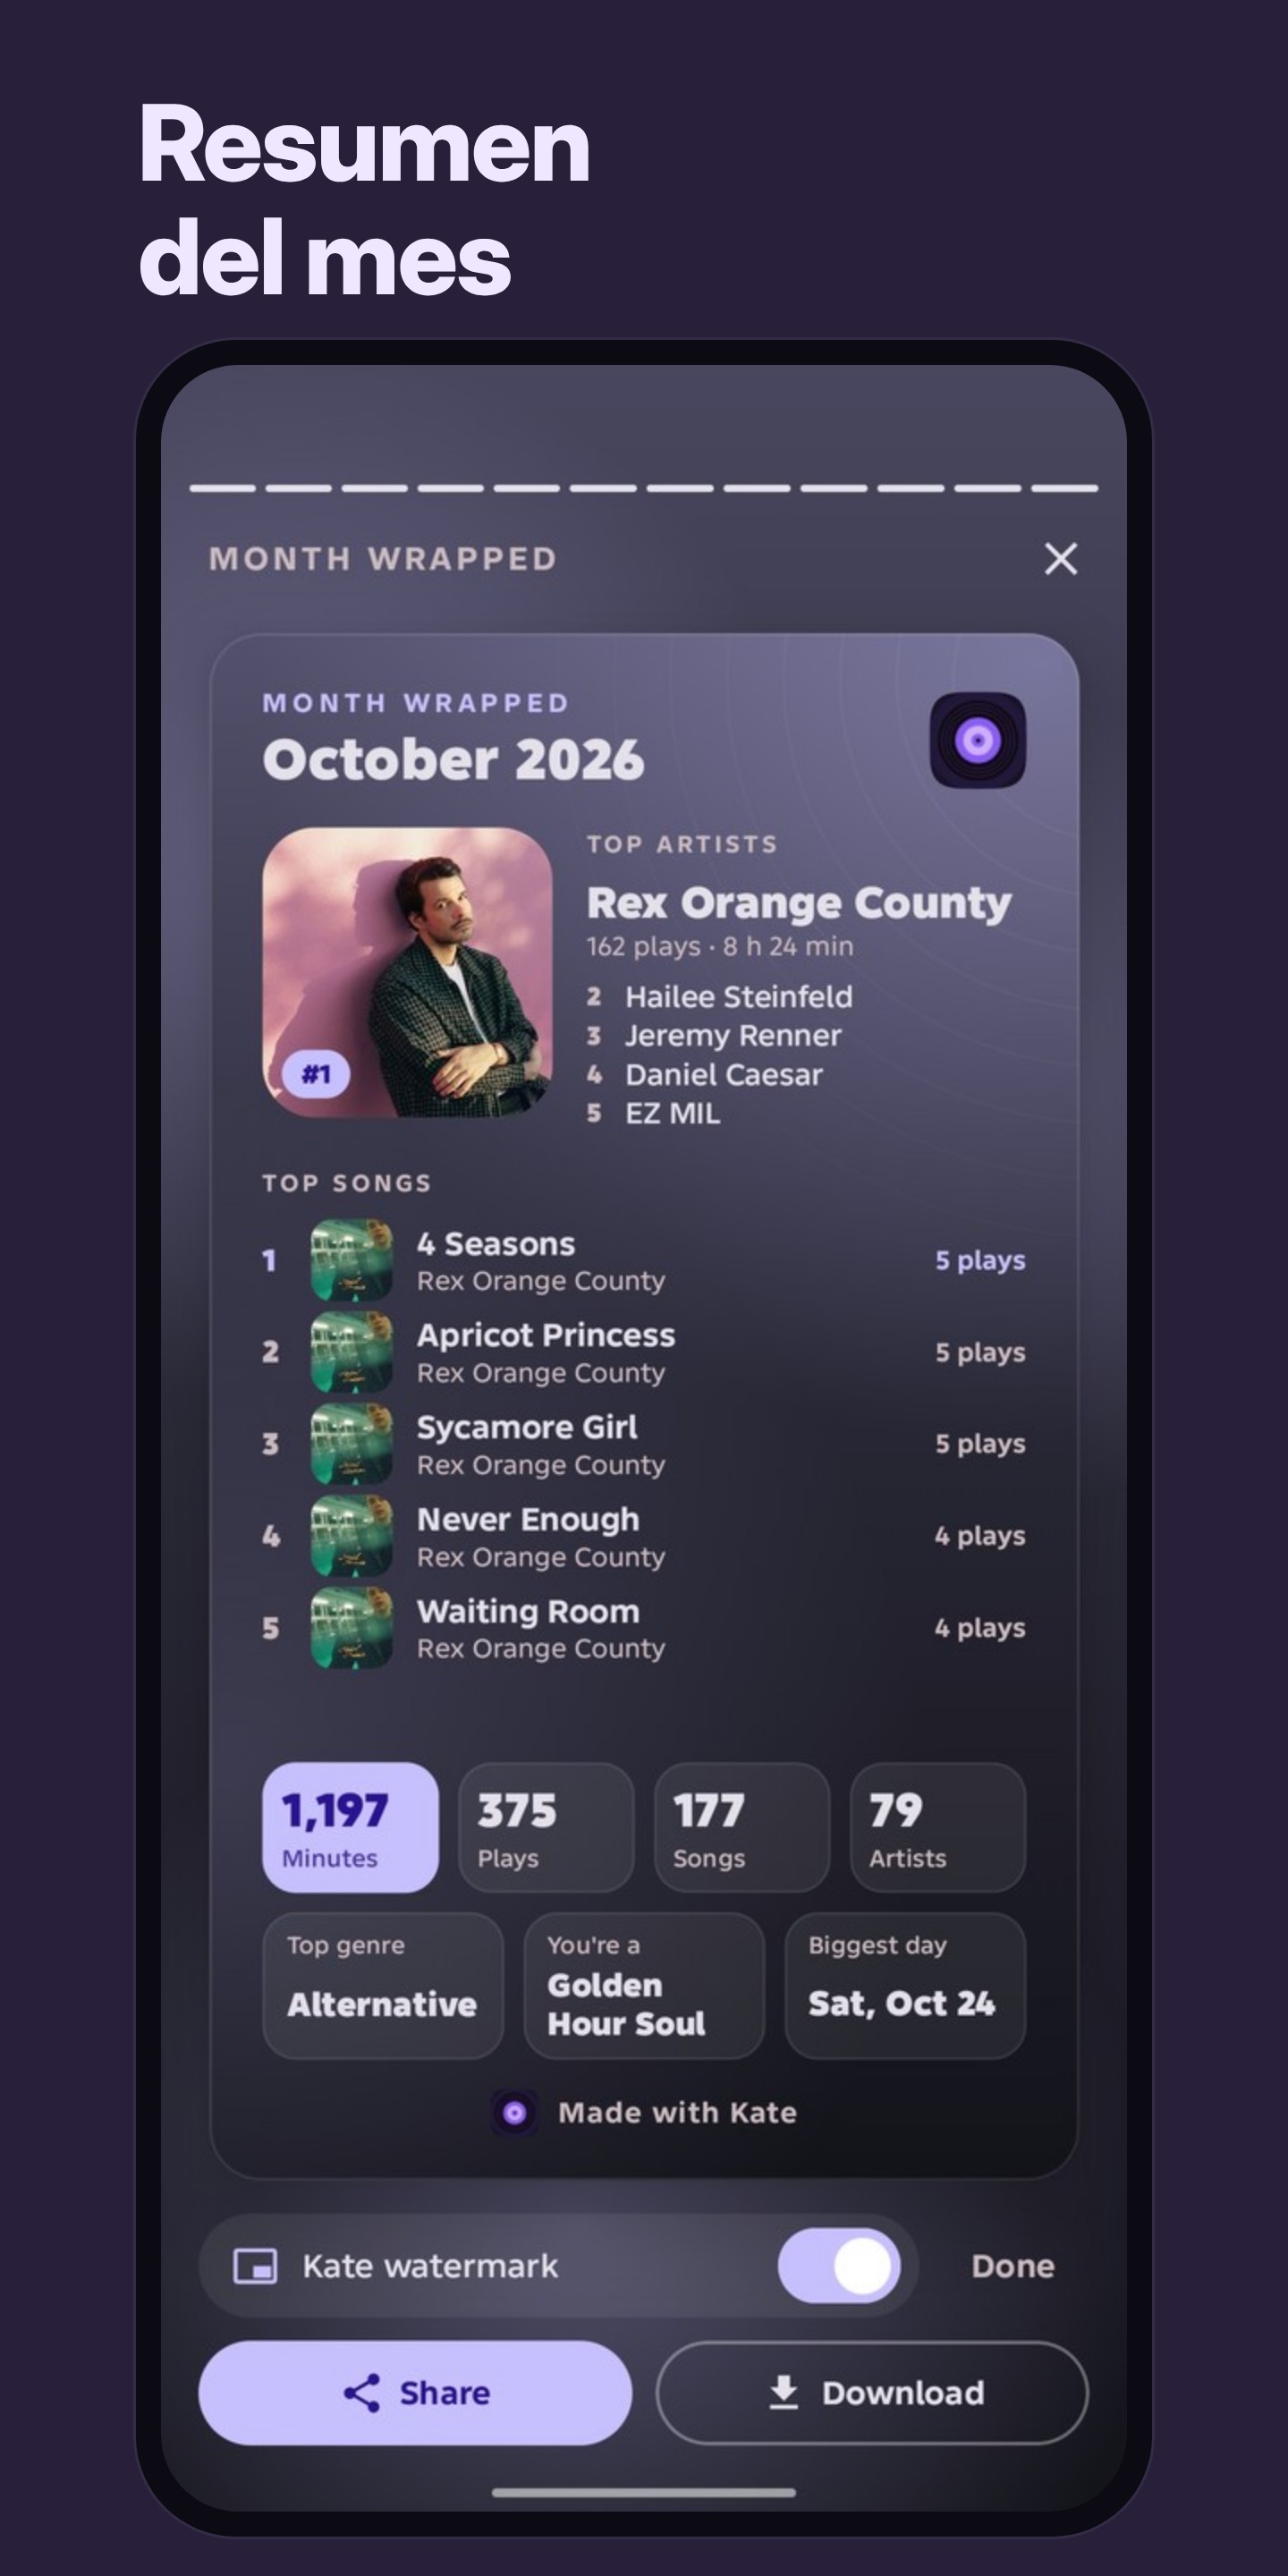 Resumen
del mes
MONTH WRAPPED
MONTH WRAPPED
October 2026
TOP ARTISTS
Rex Orange County
162 plays · 8 h 24 min
#1
2 Hailee Steinfeld
3 Jeremy Renner
4 Daniel Caesar
5 EZ MIL
TOP SONGS
1 4 Seasons 5 plays
Rex Orange County
2 Apricot Princess 5 plays
Rex Orange County
3 Sycamore Girl 5 plays
Rex Orange County
4 Never Enough 4 plays
Rex Orange County
5 Waiting Room 4 plays
Rex Orange County
1,197 375 177 79
Minutes Plays Songs Artists
Top genre
Alternative
You're a
Golden
Hour Soul
Biggest day
Sat, Oct 24
Made with Kate
Kate watermark Done
Share Download